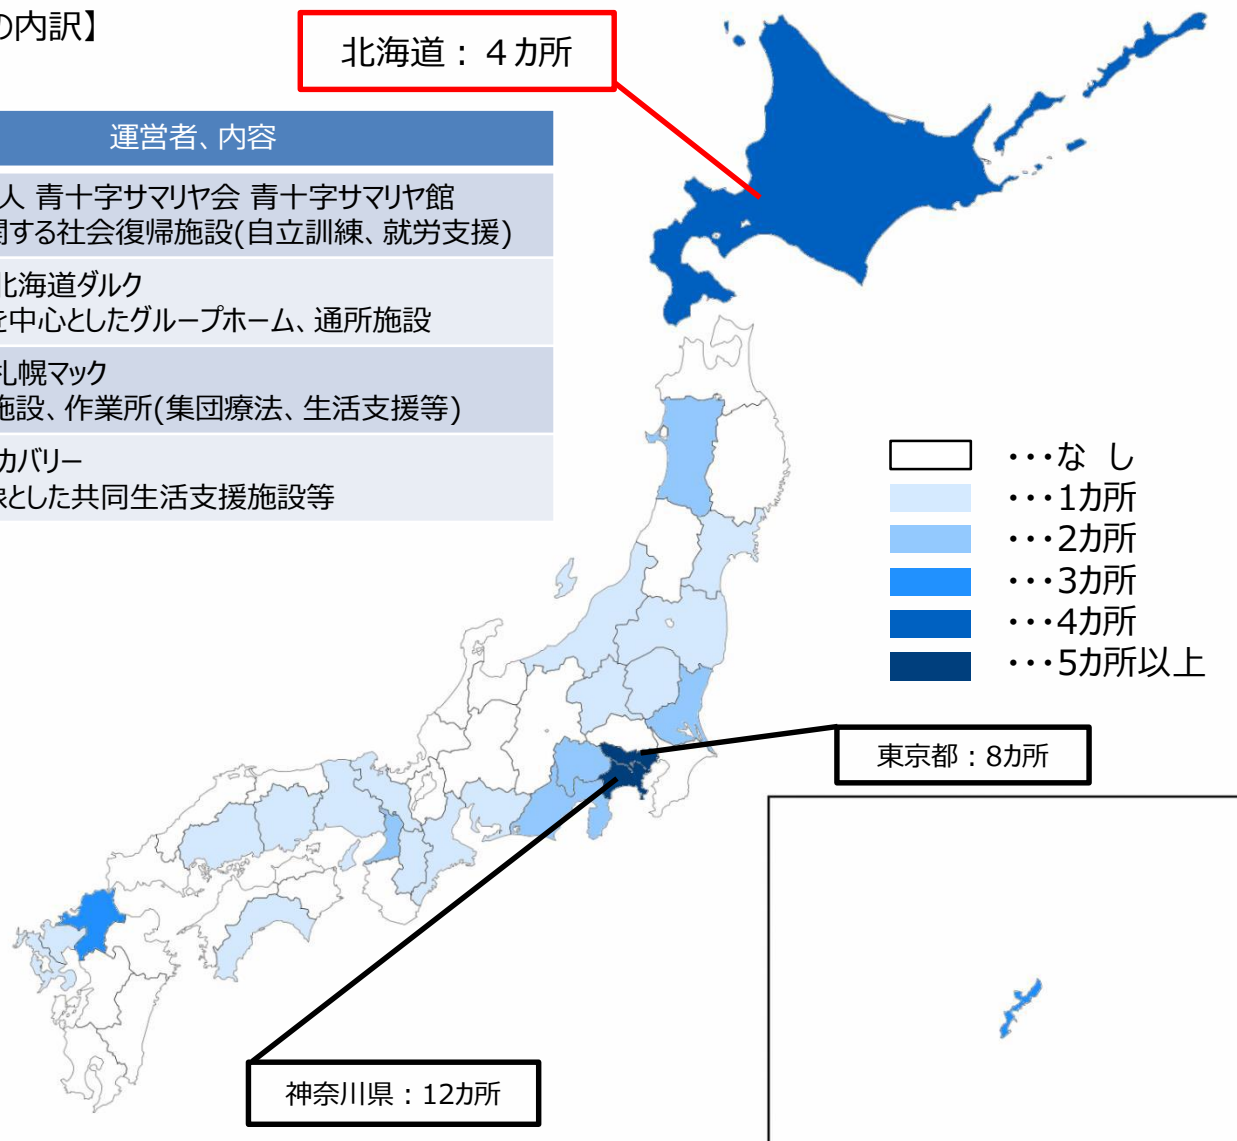 の内訳】
北海道：４カ所
運営者、内容
人 青十字サマリヤ会 青十字サマリヤ館
関する社会復帰施設(自立訓練、就労支援)
北海道ダルク
を中心としたグループホーム、通所施設
札幌マック
施設、作業所(集団療法、生活支援等)
カバリー
象とした共同生活支援施設等
・・・な し
・・・1カ所
・・・2カ所
・・・3カ所
・・・4カ所
・・・5カ所以上
東京都：8カ所
神奈川県：12カ所